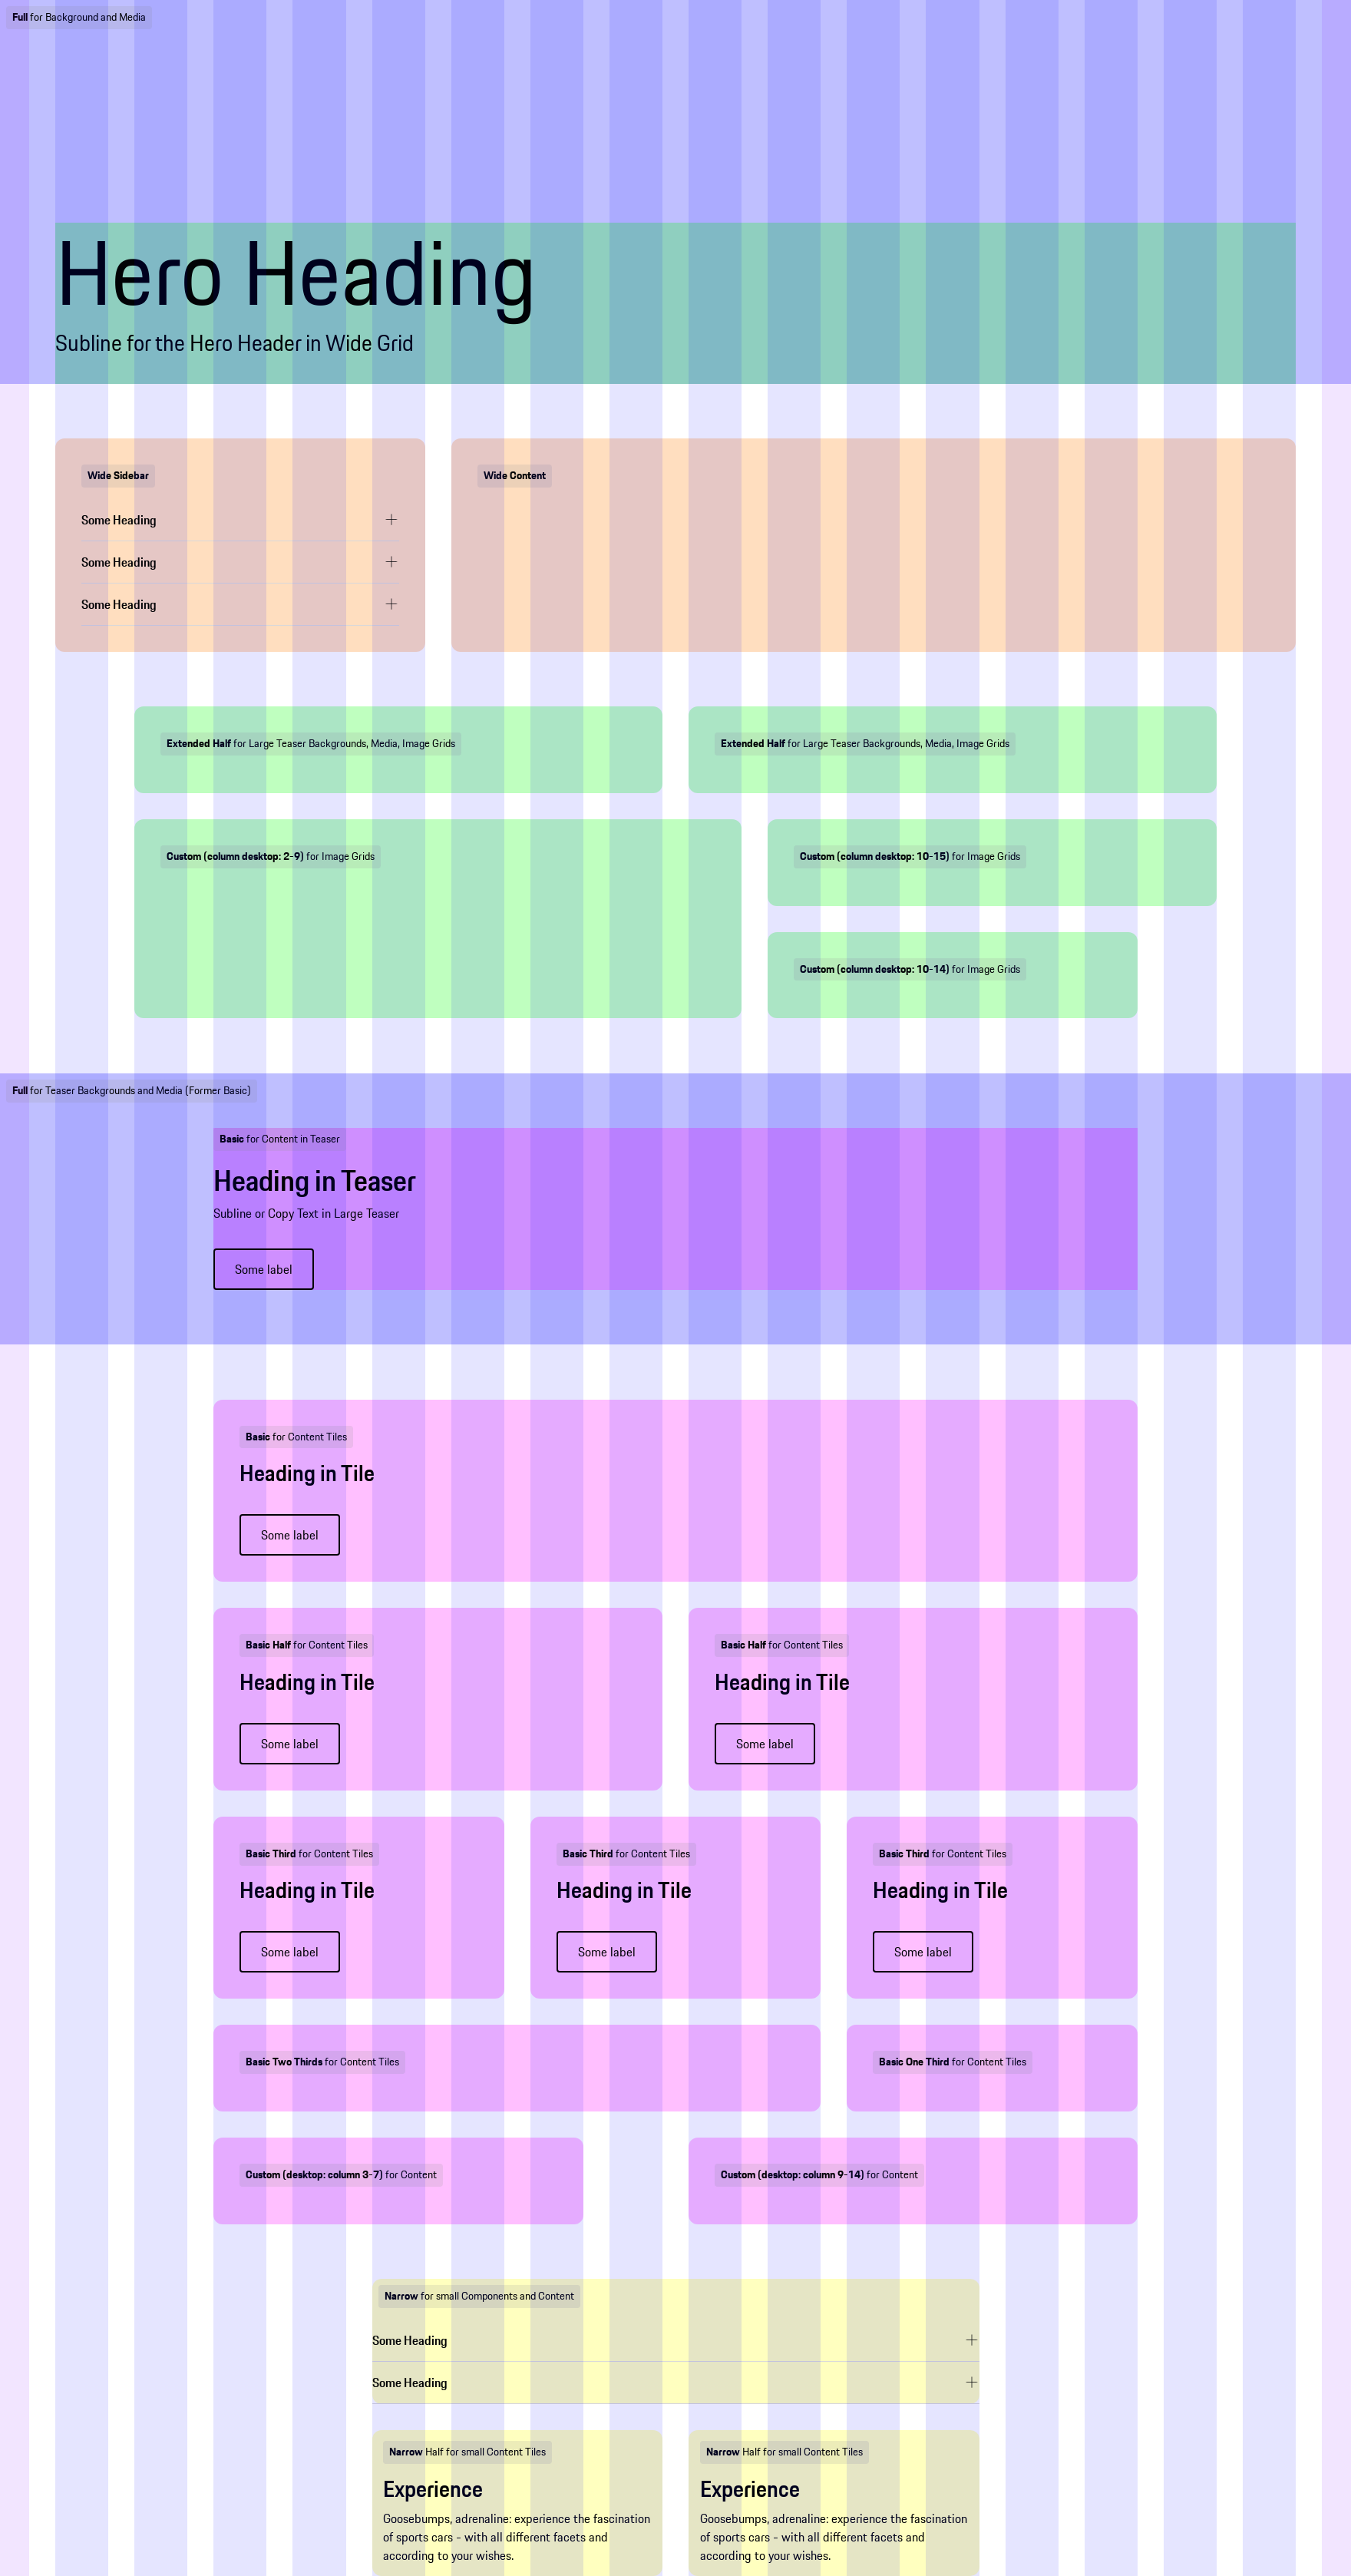 Full for Background and Media
Hero Heading
Subline for the Hero Header in Wide Grid
Wide Sidebar
Some Heading
Some Heading
Some Heading
Wide Content
Extended Half for Large Teaser Backgrounds, Media, Image Grids
Extended Half for Large Teaser Backgrounds, Media, Image Grids
Custom (column desktop: 2-9) for Image Grids
Custom (column desktop: 10-15) for Image Grids
Custom (column desktop: 10-14) for Image Grids
Full for Teaser Backgrounds and Media (Former Basic)
Basic for Content in Teaser
Heading in Teaser
Subline or Copy Text in Large Teaser
Some label
Basic for Content Tiles
Heading in Tile
Some label
Basic Half for Content Tiles
Heading in Tile
Some label
Basic Half for Content Tiles
Heading in Tile
Some label
Basic Third for Content Tiles
Heading in Tile
Some label
Basic Third for Content Tiles
Heading in Tile
Some label
Basic Third for Content Tiles
Heading in Tile
Some label
Basic Two Thirds for Content Tiles
Basic One Third for Content Tiles
Custom (desktop: column 3-7) for Content
Custom (desktop: column 9-14) for Content
Narrow for small Components and Content
Some Heading
Some Heading
Narrow Half for small Content Tiles
Experience
Goosebumps, adrenaline: experience the fascination
of sports cars - with all different facets and
according to your wishes.
Narrow Half for small Content Tiles
Experience
Goosebumps, adrenaline: experience the fascination
of sports cars - with all different facets and
according to your wishes.